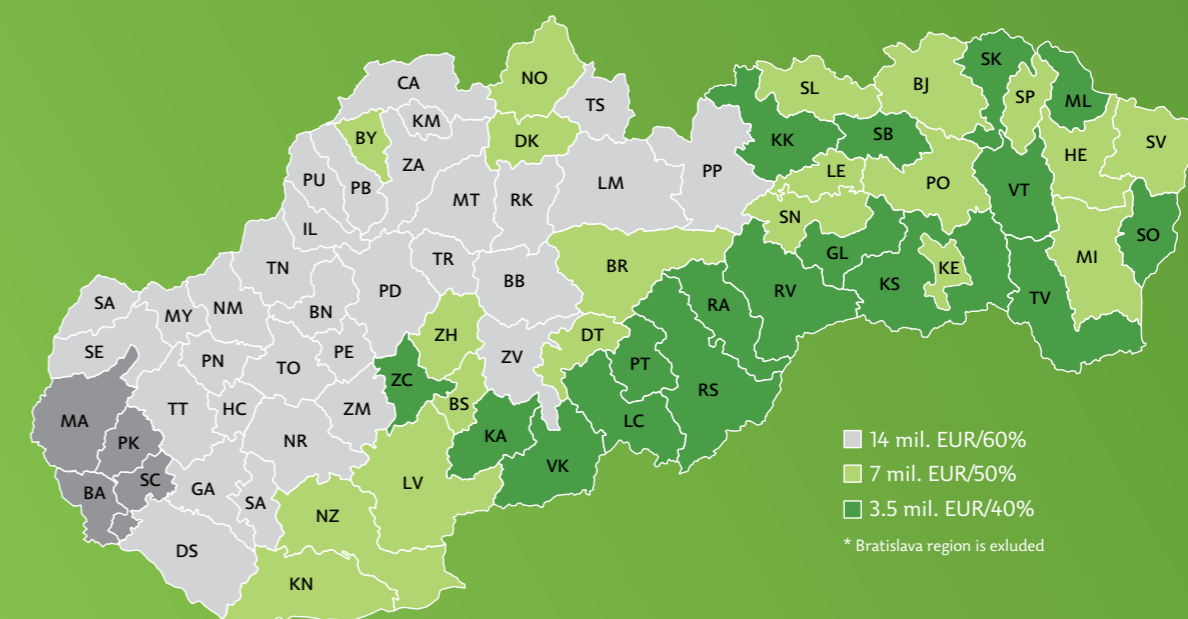 NO
SK
CA
SL
BJ
SP
ML
TS
KM
BY
DK
KK
SB
SV
HE
ZA
PP
LE
PU
PB
LM
PO
VT
MT
RK
SN
IL
SO
GL
TR
MI
TN
BR
KE
BB
KS
PD
RV
TV
SA
NM
RA
MY
BN
ZH
DT
SE
PE
ZV
PN
TO
PT
ZC
RS
BS
TT
HC
ZM
MA
LC
KA
PK
NR
14 mil. EUR/60%
VK
7 mil. EUR/50%
SC
LV
GA
BA
SA
3.5 mil. EUR/40%
NZ
* Bratislava region is exluded
DS
KN